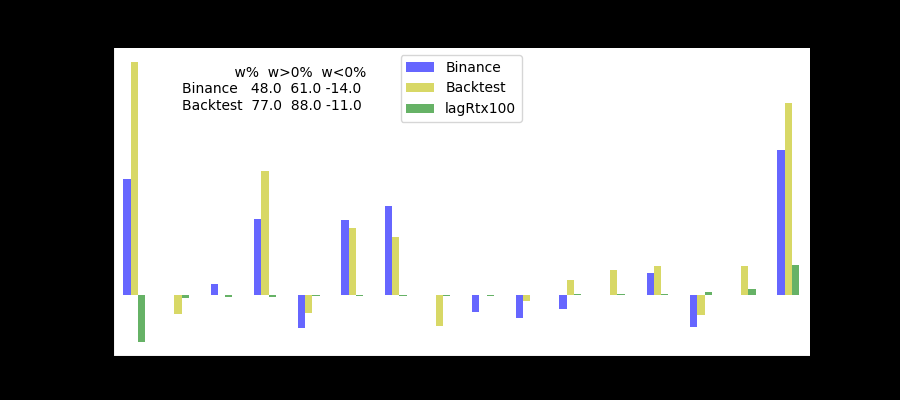 w% w>0% w<0%
Binance 48.0 61.0 -14.0
Backtest 77.0 88.0 -11.0
Binance
Backtest
lagRtx100